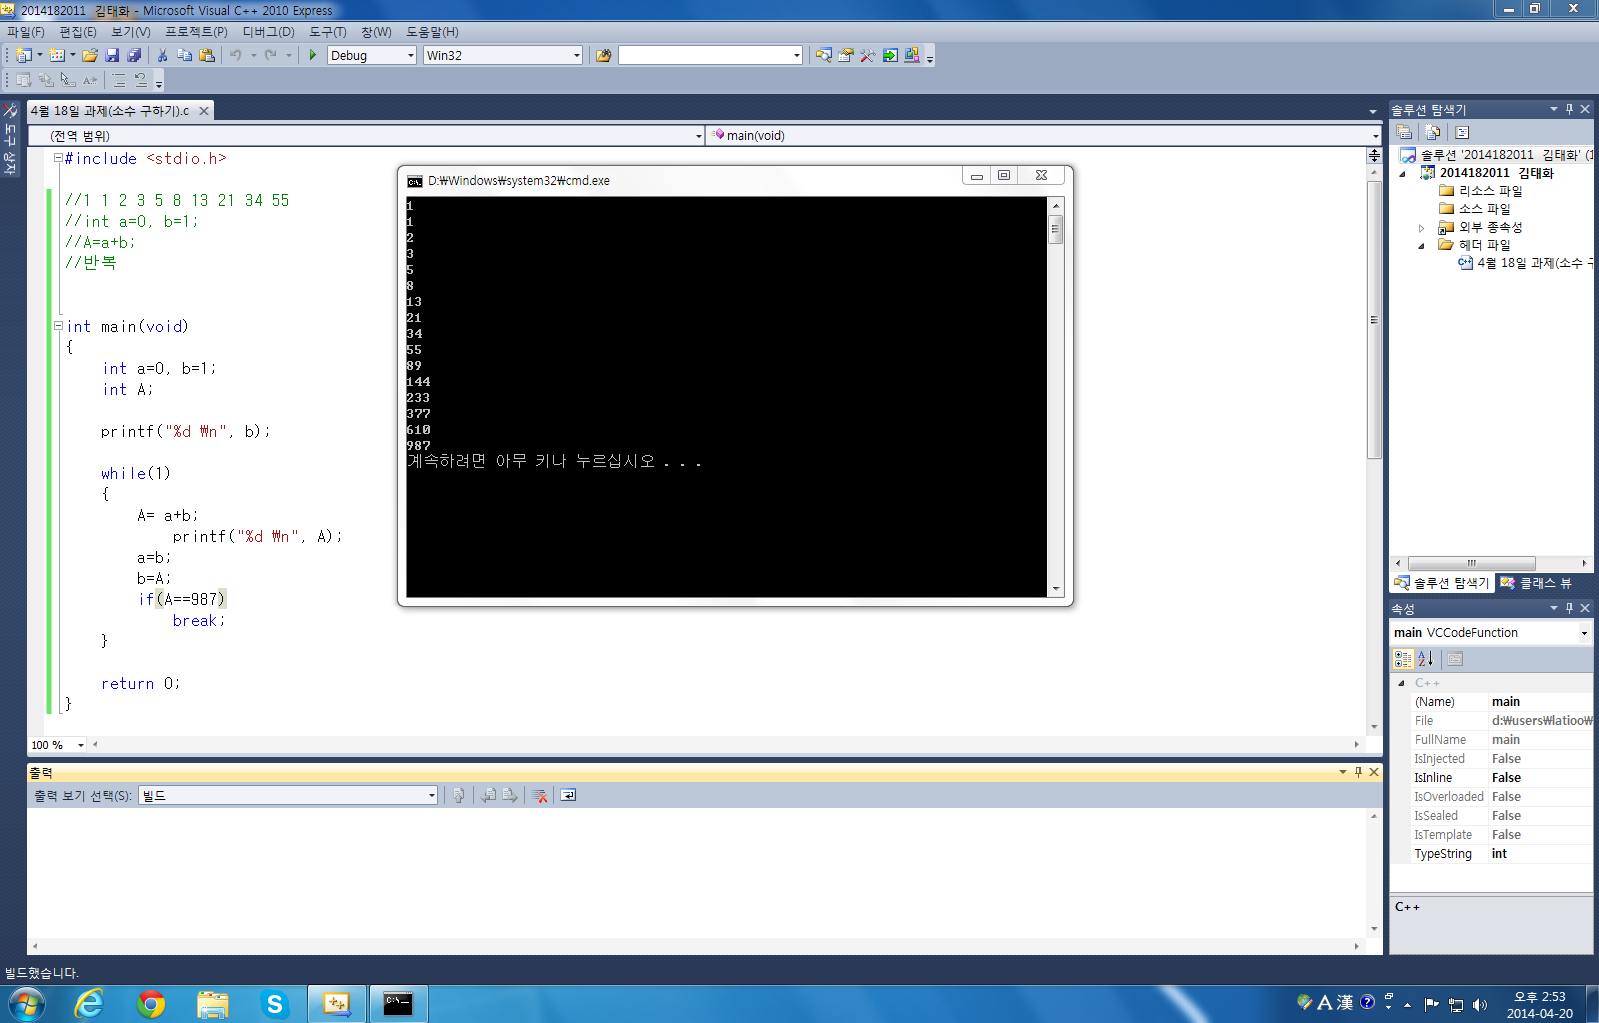 2014182011 김태화 - Microsoft Visual C++ 2010 Express
파일(F) 편집(E) 보기(V) 프로젝트(P) 디버그(D) 도구(T) 창(W) 도움말(H)
Debug Win32
도구 상자
4월 18일 과제(소수 구하기).c
(전역 범위) main(void)
#include <stdio.h>
//1 1 2 3 5 8 13 21 34 55
//int a=0, b=1;
//A=a+b;
//반복
int main(void)
{
int a=0, b=1;
int A;
printf("%d ₩n", b);
while(1)
{
A= a+b;
printf("%d ₩n", A);
a=b;
b=A;
if(A==987)
break;
}
return 0;
}
100 %
D:₩Windows₩system32₩cmd.exe
1
1
2
3
5
8
13
21
34
55
89
144
233
377
610
987
계속하려면 아무 키나 누르십시오 . . .
솔루션 탐색기
솔루션 '2014182011 김태화' (1
2014182011 김태화
리소스 파일
소스 파일
외부 종속성
헤더 파일
4월 18일 과제(소수 구
솔루션 탐색기 클래스 뷰
속성
main VCCodeFunction
C++
(Name) main
File d:₩users₩latioo₩
FullName main
IsInjected False
IsInline False
IsOverloaded False
IsSealed False
IsTemplate False
TypeString int
C++
출력
출력 보기 선택(S): 빌드
빌드했습니다.
A 漢
오후 2:53
2014-04-20